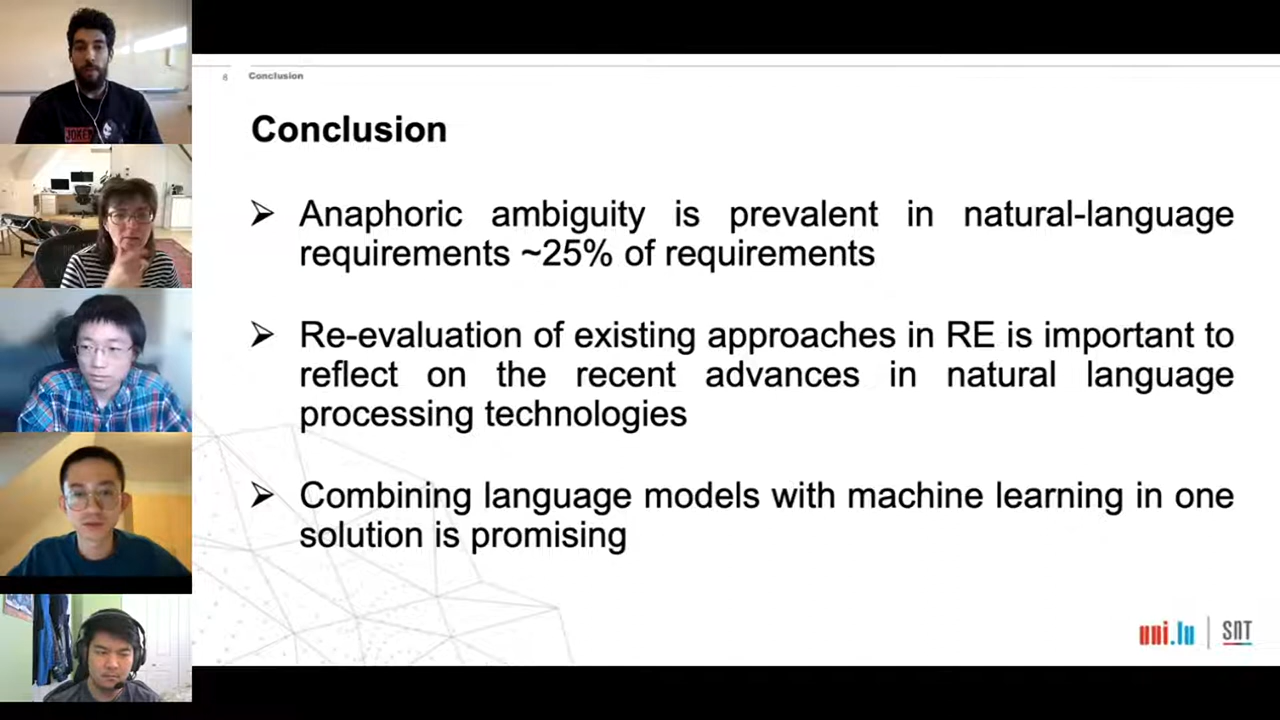 6 Conclusion
Conclusion
➢ Anaphoric ambiguity is prevalent in natural-language
requirements ~25% of requirements
➢ Re-evaluation of existing approaches in RE is important to
reflect on the recent advances in natural language
processing technologies
➢ Combining language models with machine learning in one
solution is promising
uni.lu SNT
JOKER